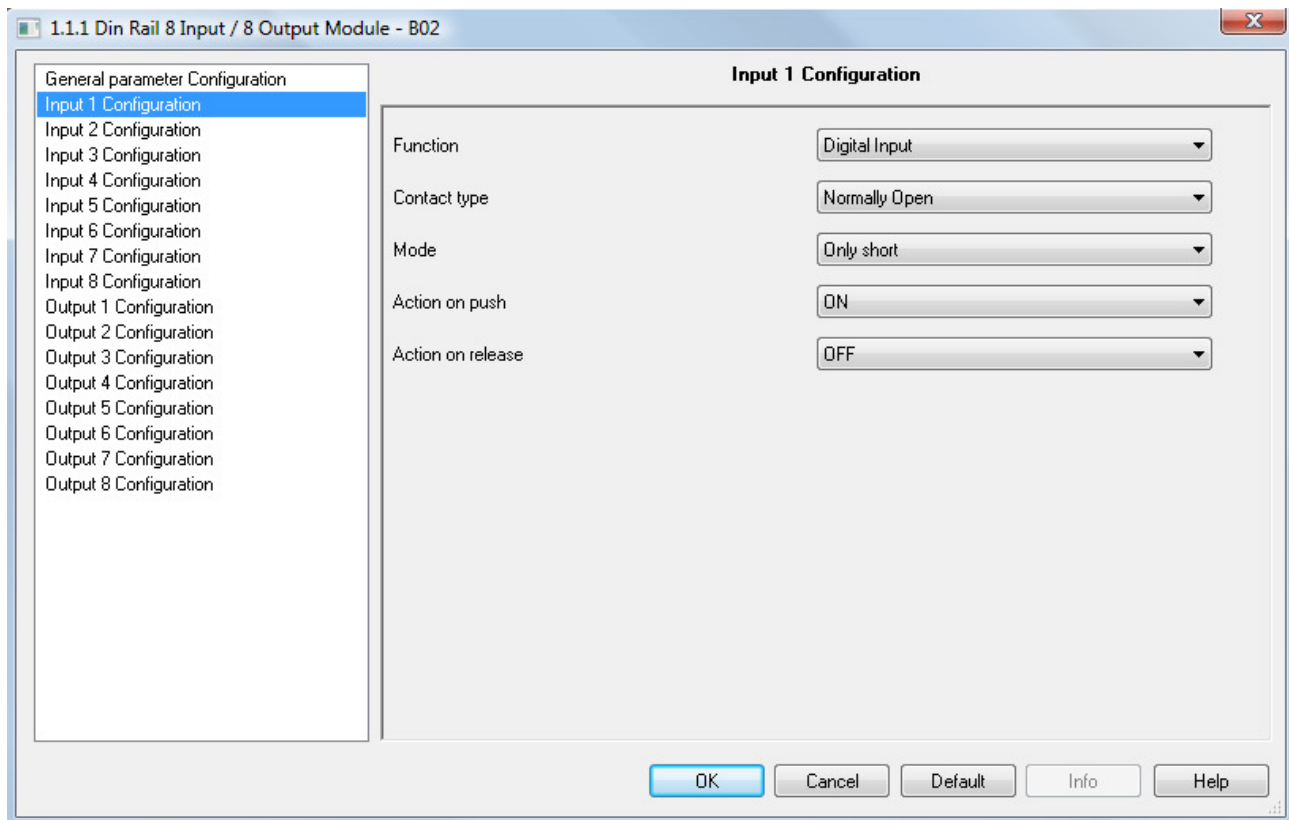 1.1.1 Din Rail 8 Input / 8 Output Module - B02
General parameter Configuration
Input 1 Configuration
Input 2 Configuration
Input 3 Configuration
Input 4 Configuration
Input 5 Configuration
Input 6 Configuration
Input 7 Configuration
Input 8 Configuration
Output 1 Configuration
Output 2 Configuration
Output 3 Configuration
Output 4 Configuration
Output 5 Configuration
Output 6 Configuration
Output 7 Configuration
Output 8 Configuration
Input 1 Configuration
Function Digital Input
Contact type Normally Open
Mode Only short
Action on push ON
Action on release OFF
OK Cancel Default Info Help